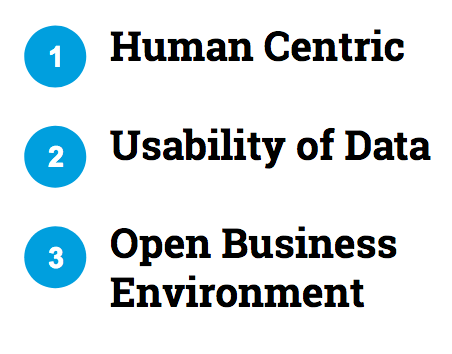 1 Human Centric
2 Usability of Data
3 Open Business
Environment